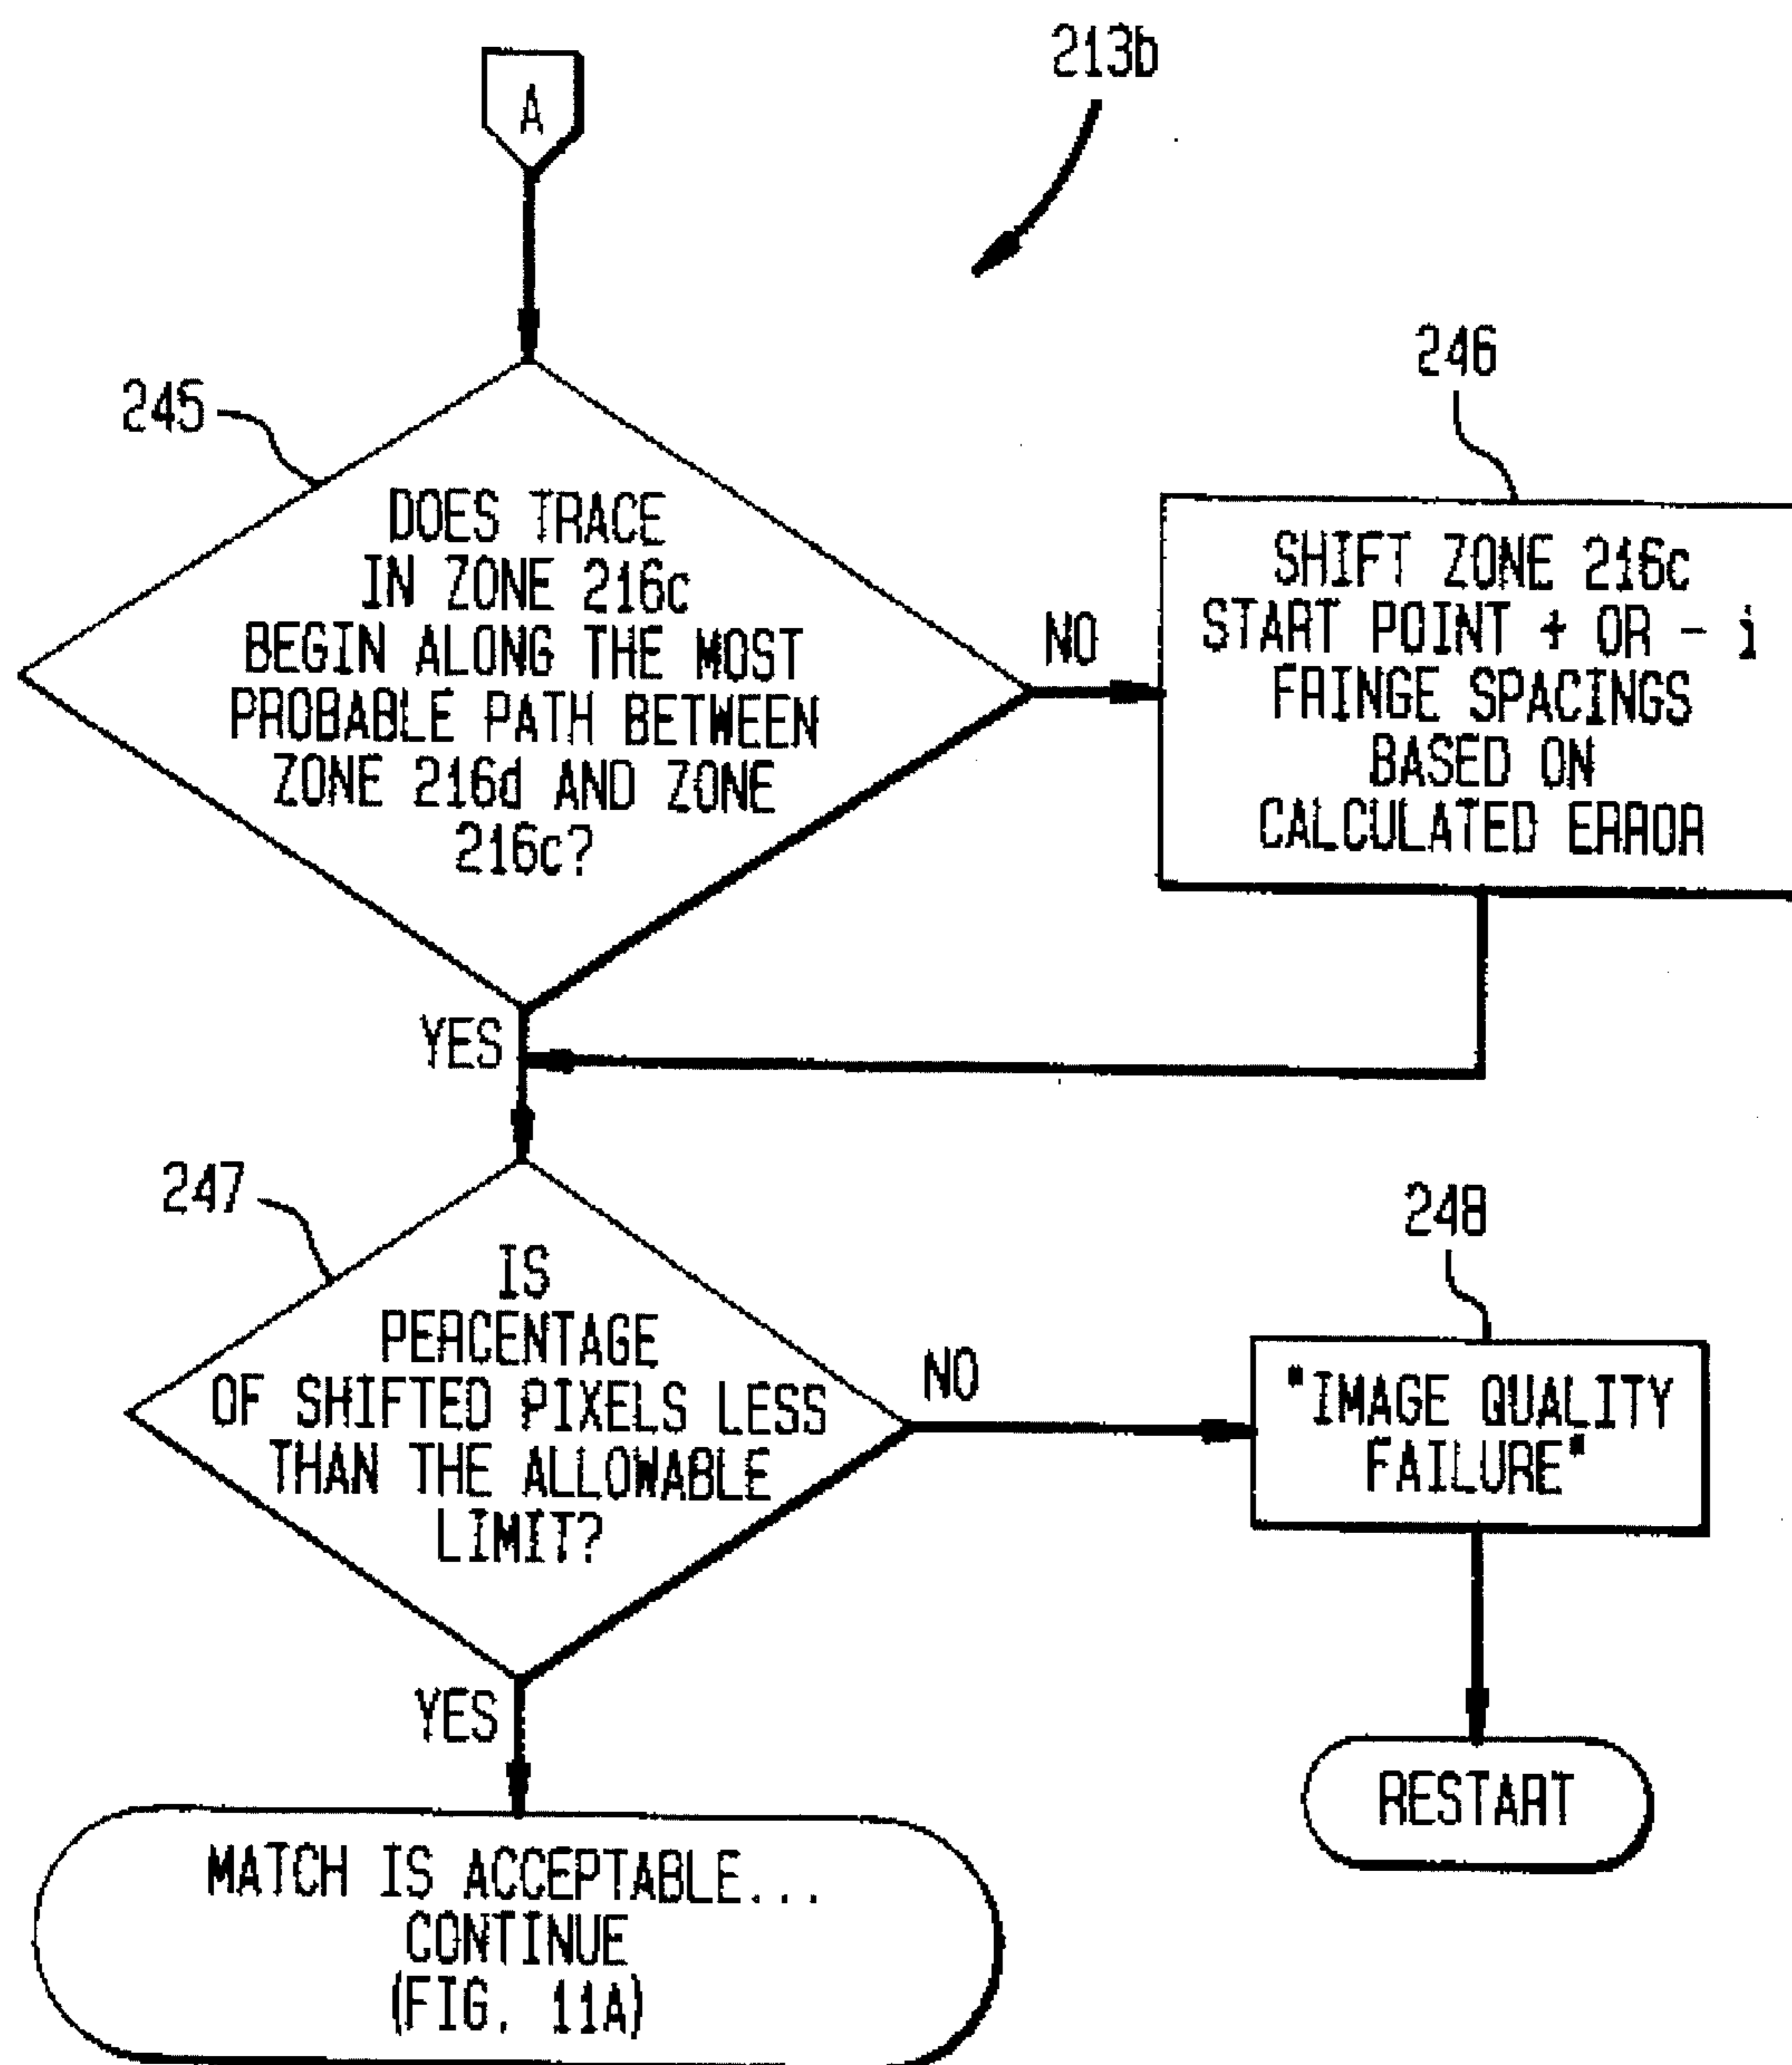 A
213b
245
DOES TRACE
IN ZONE 216c
BEGIN ALONG THE MOST
PROBABLE PATH BETWEEN
ZONE 216d AND ZONE
216c?
NO
246
SHIFT ZONE 216c
START POINT + OR - i
FRINGE SPACINGS
BASED ON
CALCULATED ERROR
YES
247
IS
PERCENTAGE
OF SHIFTED PIXELS LESS
THAN THE ALLOWABLE
LIMIT?
NO
248
"IMAGE QUALITY
FAILURE"
YES
RESTART
MATCH IS ACCEPTABLE...
CONTINUE
(FIG. 11A)